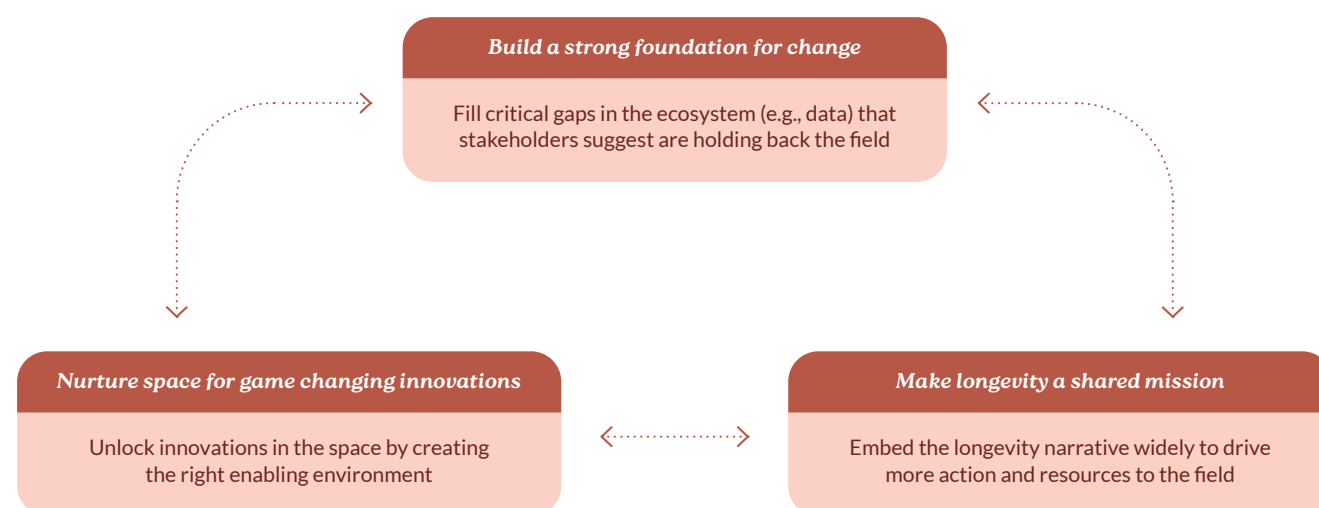 Build a strong foundation for change
Fill critical gaps in the ecosystem (e.g., data) that
stakeholders suggest are holding back the field
Nurture space for game changing innovations
Unlock innovations in the space by creating
the right enabling environment
Make longevity a shared mission
Embed the longevity narrative widely to drive
more action and resources to the field